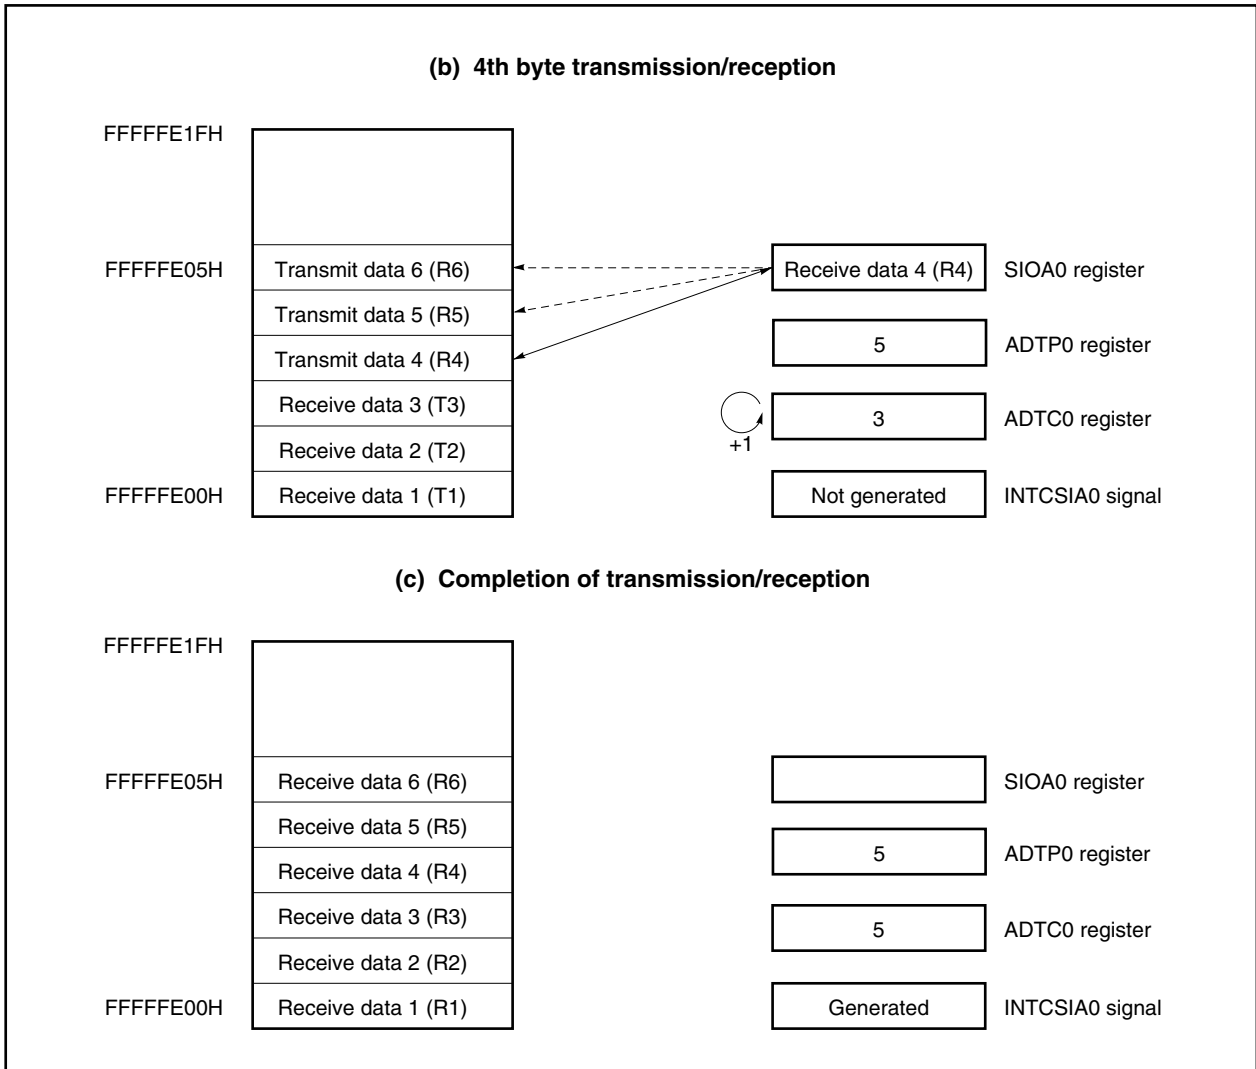 (b) 4th byte transmission/reception
FFFFFE1FH
FFFFFE05H
Transmit data 6 (R6)
Receive data 4 (R4)
SIOA0 register
Transmit data 5 (R5)
5
ADTP0 register
Transmit data 4 (R4)
Receive data 3 (T3)
3
ADTC0 register
+1
Receive data 2 (T2)
FFFFFE00H
Receive data 1 (T1)
Not generated
INTCSIA0 signal
(c) Completion of transmission/reception
FFFFFE1FH
FFFFFE05H
Receive data 6 (R6)
SIOA0 register
Receive data 5 (R5)
5
ADTP0 register
Receive data 4 (R4)
Receive data 3 (R3)
5
ADTC0 register
Receive data 2 (R2)
FFFFFE00H
Receive data 1 (R1)
Generated
INTCSIA0 signal